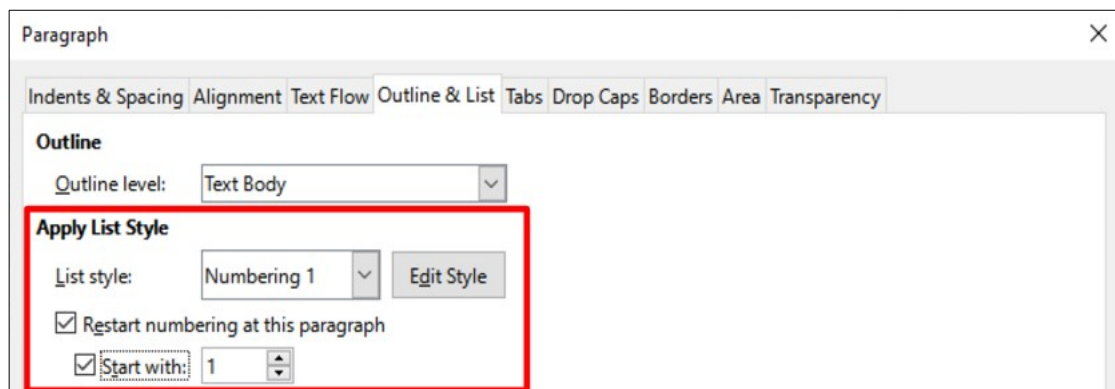 Paragraph
Indents & Spacing Alignment Text Flow Outline & List Tabs Drop Caps Borders Area Transparency
Outline
Outline level: Text Body
Apply List Style
List style: Numbering 1 Edit Style
Restart numbering at this paragraph
Start with: 1